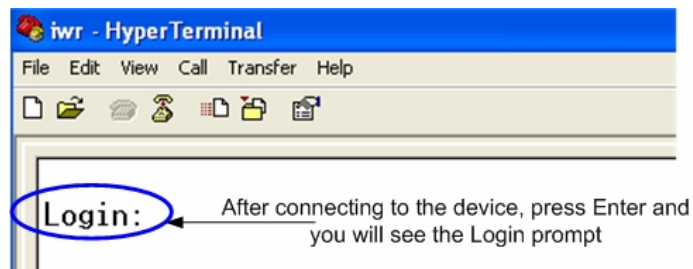 iwr - HyperTerminal
File Edit View Call Transfer Help
Login:
After connecting to the device, press Enter and
you will see the Login prompt